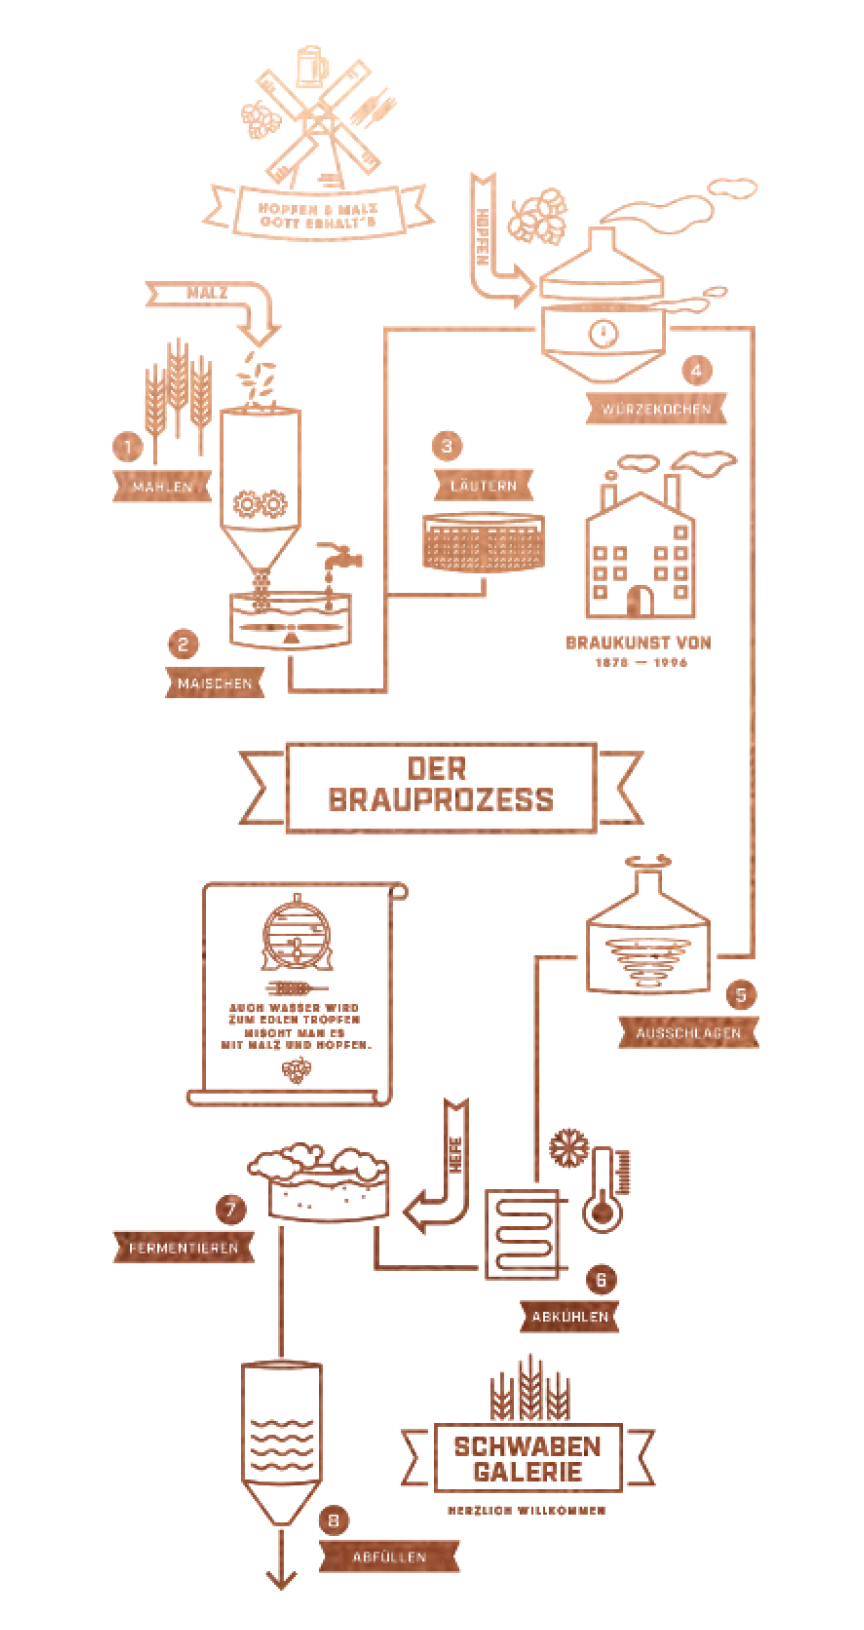 HOPFEN & MALZ
GOTT ERHALT'S
HOPFEN
MALZ
4
WÜRZEKOCHEN
1
MAHLEN
3
LÄUTERN
2
MAISCHEN
BRAUKUNST VON
1878 — 1996
DER
BRAUPROZESS
AUCH WASSER WIRD
ZUM EDLEN TROPFEN
MISCHT MAN ES
MIT MALZ UND HOPFEN.
5
AUSSCHLAGEN
HEFE
7
FERMENTIEREN
6
ABKÜHLEN
SCHWABEN
GALERIE
HERZLICH WILLKOMMEN
8
ABFÜLLEN